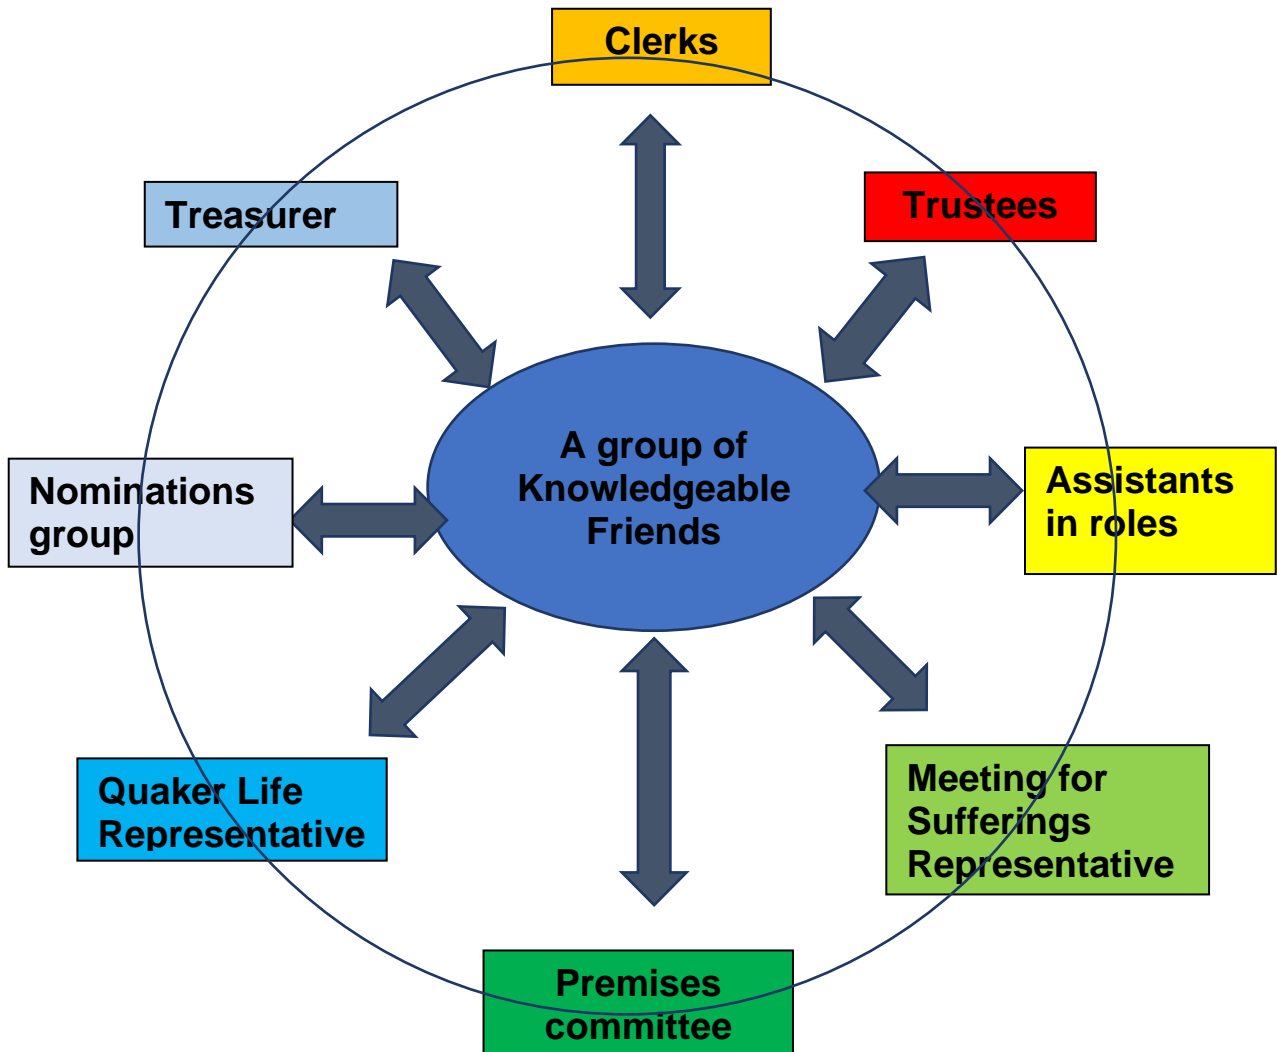 Clerks
Treasurer
Trustees
A group of
Knowledgeable
Friends
Nominations
group
Assistants
in roles
Quaker Life
Representative
Meeting for
Sufferings
Representative
Premises
committee